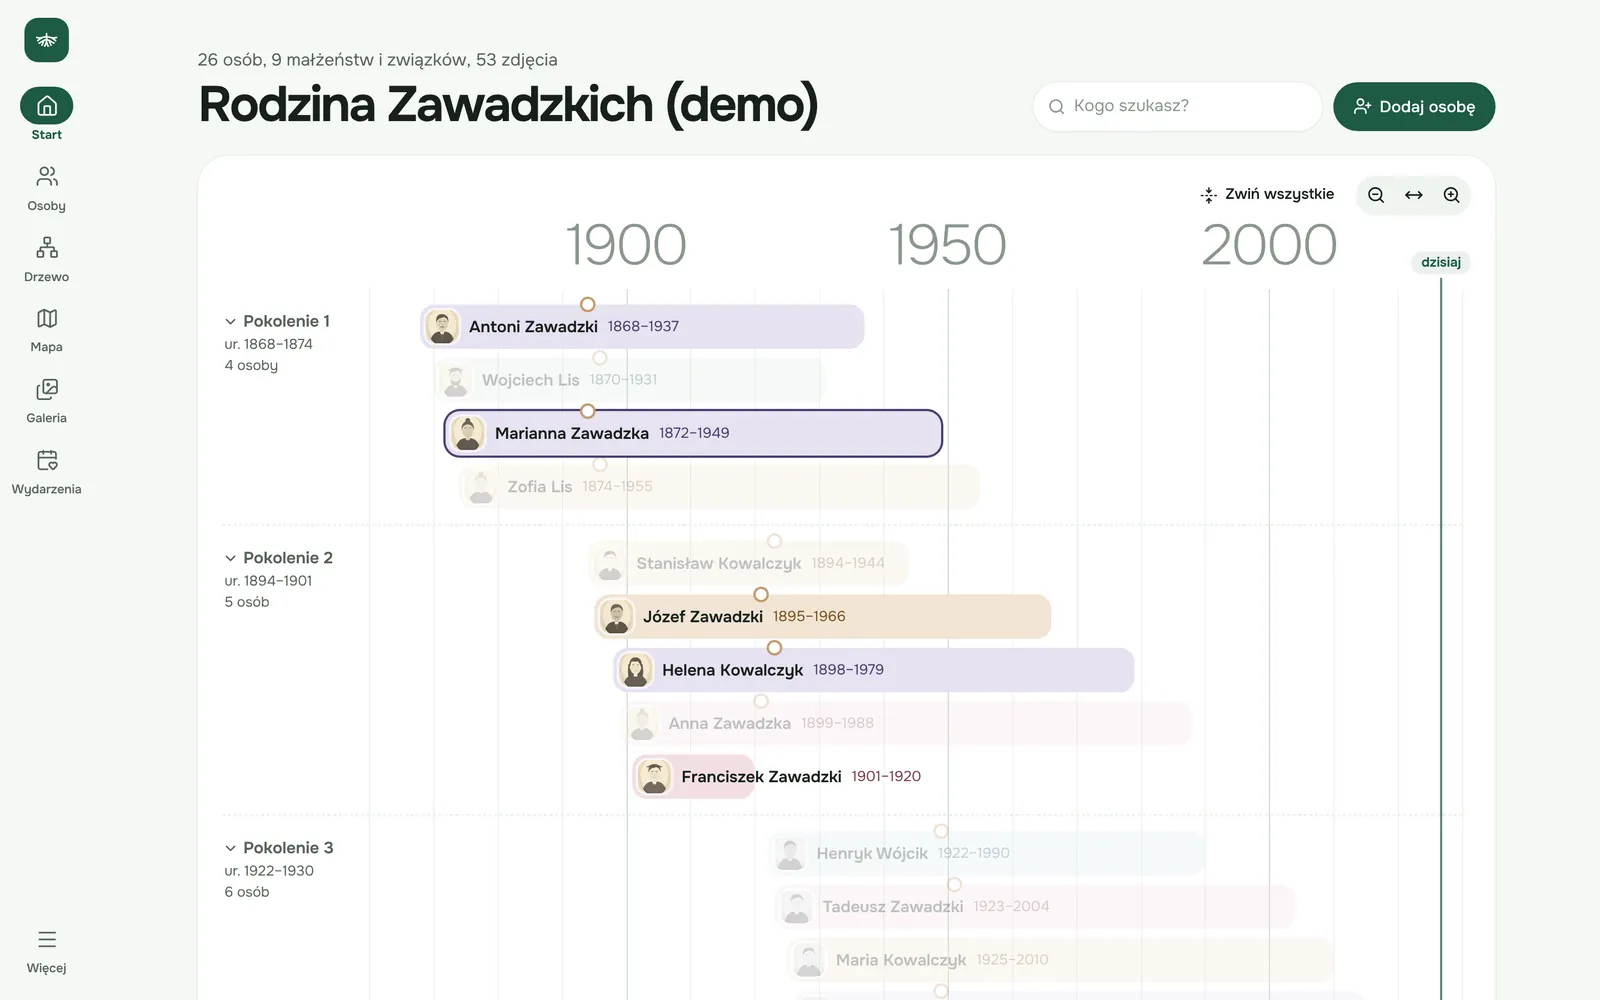 26 osób, 9 małżeństw i związków, 53 zdjęcia
Rodzina Zawadzkich (demo)
Kogo szukasz?
Dodaj osobę
Start
Osoby
Drzewo
Mapa
Galeria
Wydarzenia
Więcej
Zwiń wszystkie
1900
1950
2000
dzisiaj
Pokolenie 1
ur. 1868–1874
4 osoby
Antoni Zawadzki 1868–1937
Wojciech Lis 1870–1931
Marianna Zawadzka 1872–1949
Zofia Lis 1874–1955
Pokolenie 2
ur. 1894–1901
5 osób
Stanisław Kowalczyk 1894–1944
Józef Zawadzki 1895–1966
Helena Kowalczyk 1898–1979
Anna Zawadzka 1899–1988
Franciszek Zawadzki 1901–1920
Pokolenie 3
ur. 1922–1930
6 osób
Henryk Wójcik 1922–1990
Tadeusz Zawadzki 1923–2004
Maria Kowalczyk 1925–2010